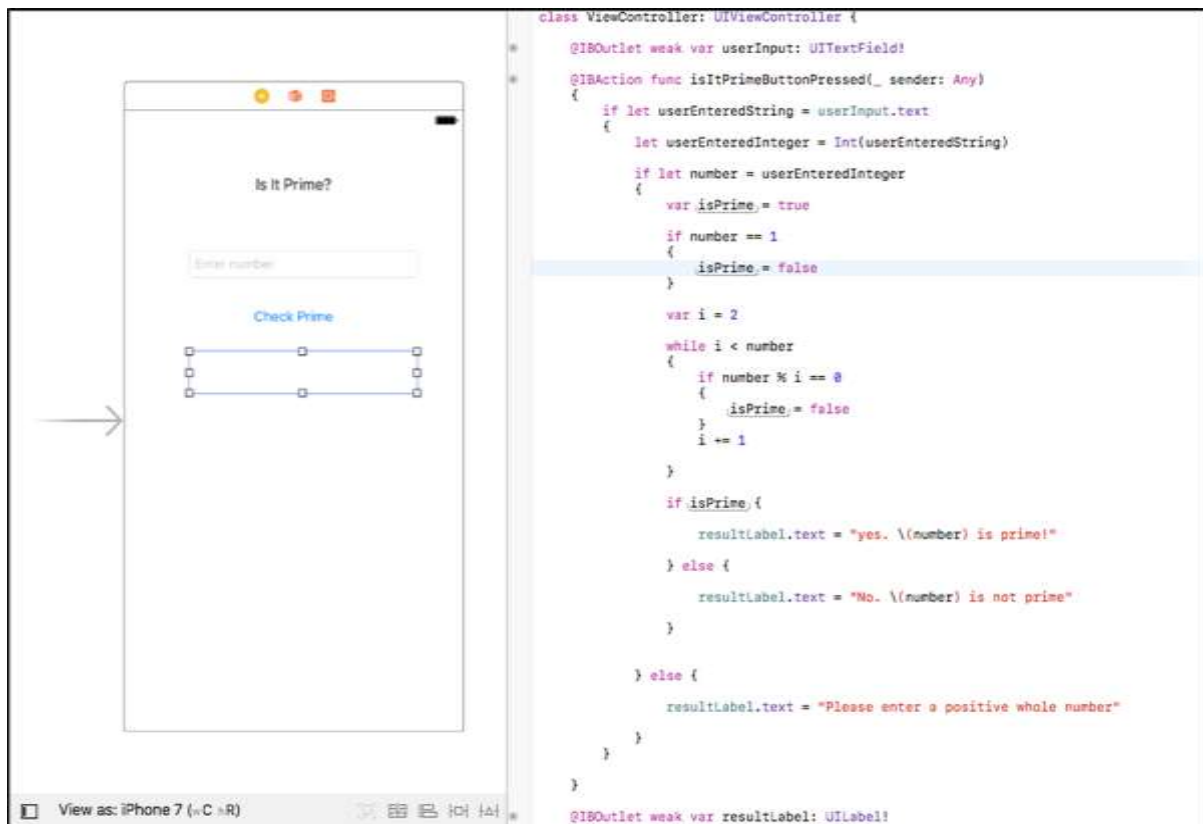 Is It Prime?
Enter number
Check Prime
View as: iPhone 7 (wC hR)
class ViewController: UIViewController {
@IBOutlet weak var userInput: UITextField!
@IBAction func isItPrimeButtonPressed(_ sender: Any)
{
if let userEnteredString = userInput.text
{
let userEnteredInteger = Int(userEnteredString)
if let number = userEnteredInteger
{
var isPrime = true
if number == 1
{
isPrime = false
}
var i = 2
while i < number
{
if number % i == 0
{
isPrime = false
}
i += 1
}
if isPrime {
resultLabel.text = "yes. \(number) is prime!"
} else {
resultLabel.text = "No. \(number) is not prime"
}
} else {
resultLabel.text = "Please enter a positive whole number"
}
}
}
@IBOutlet weak var resultLabel: UILabel!